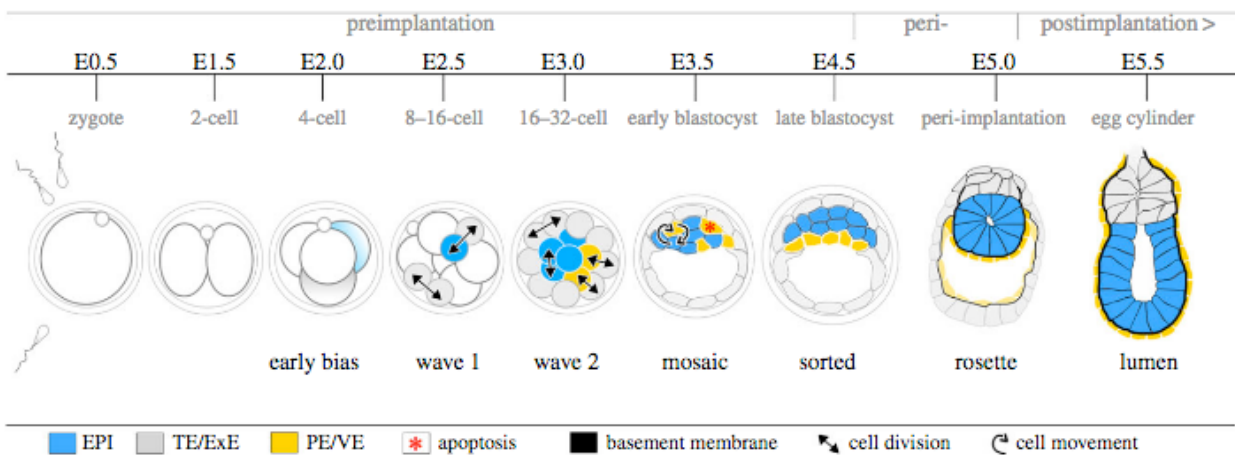 preimplantation peri- postimplantation >
E0.5 E1.5 E2.0 E2.5 E3.0 E3.5 E4.5 E5.0 E5.5
zygote 2-cell 4-cell 8–16-cell 16–32-cell early blastocyst late blastocyst peri-implantation egg cylinder
early bias wave 1 wave 2 mosaic sorted rosette lumen
EPI TE/ExE PE/VE * apoptosis basement membrane cell division cell movement